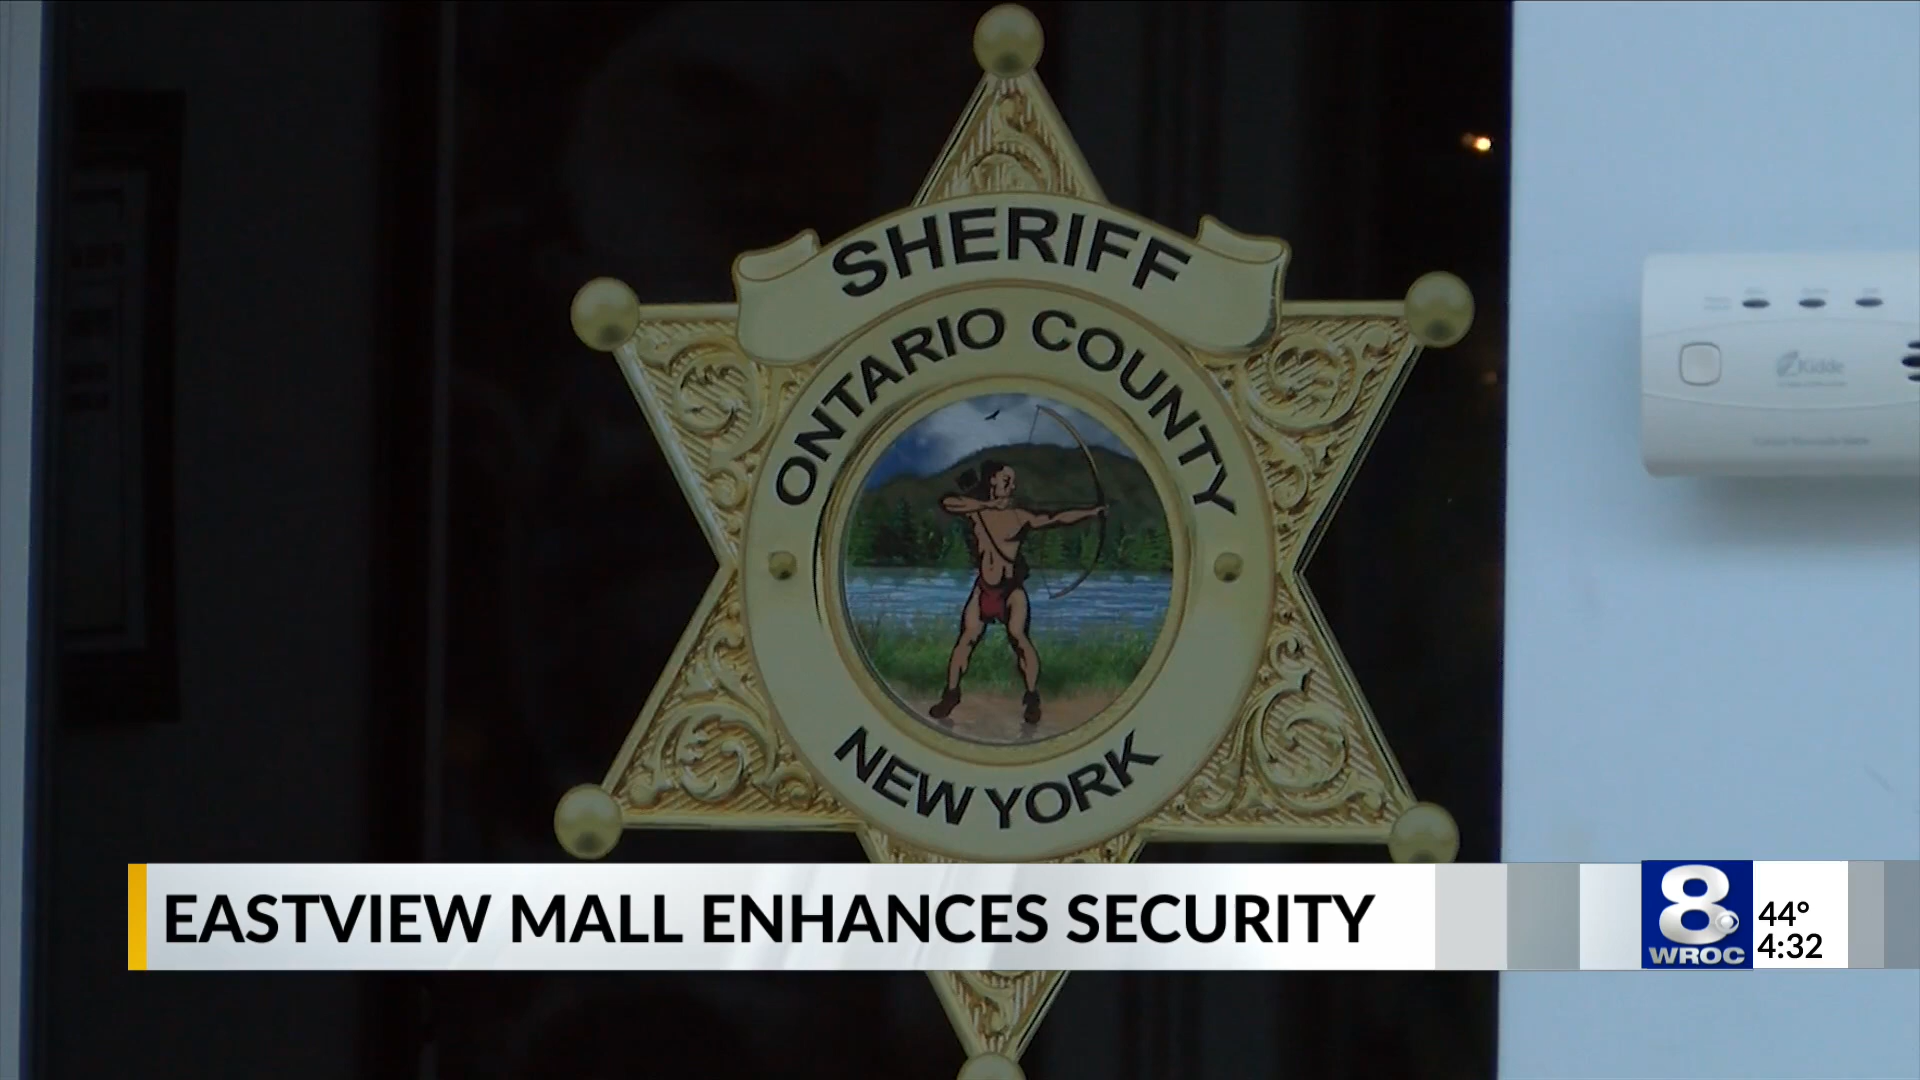 SHERIFF
ONTARIO COUNTY
NEW YORK
Kidde
EASTVIEW MALL ENHANCES SECURITY
8
WROC
44°
4:32